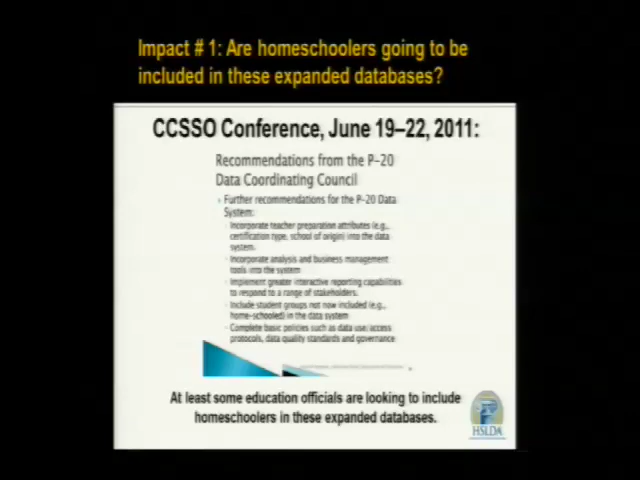 Impact # 1: Are homeschoolers going to be
included in these expanded databases?
CCSSO Conference, June 19–22, 2011:
Recommendations from the P-20
Data Coordinating Council
Further recommendations for the P-20 Data
System:
Incorporate teacher preparation attributes (e.g.,
certification type, school of origin) into the data
system.
Incorporate analysis and business management
tools into the system
Implement greater interactive reporting capabilities
to respond to a range of stakeholders.
Include student groups not now included (e.g.,
home-schooled) in the data system
Complete basic policies such as data use/access
protocols, data quality standards and governance
At least some education officials are looking to include
homeschoolers in these expanded databases.
HSLDA